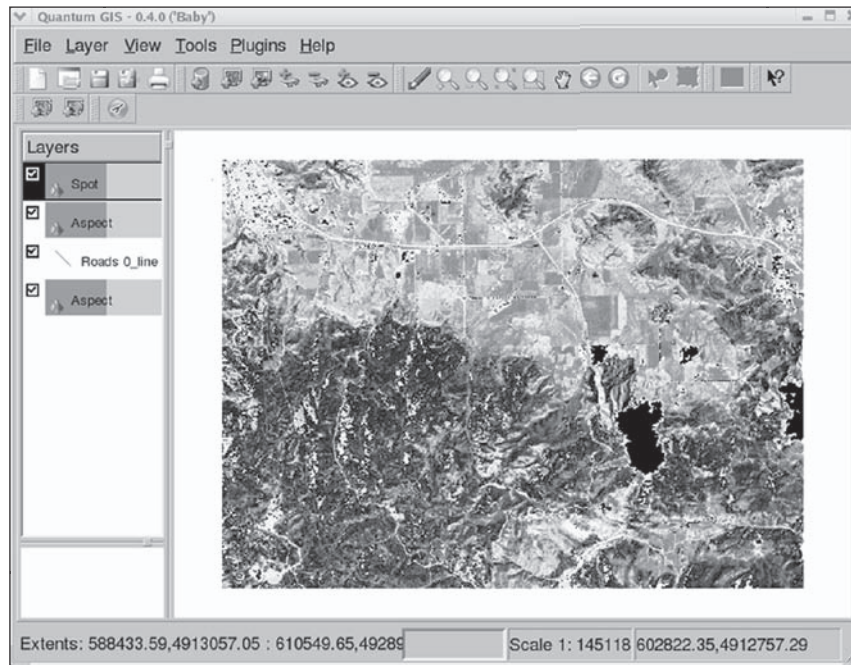 Quantum GIS - 0.4.0 ('Baby')
File Layer View Tools Plugins Help
Layers
Spot
Aspect
Roads 0_line
Aspect
Extents: 588433.59,4913057.05 : 610549.65,49289
Scale 1: 145118
602822.35,4912757.29